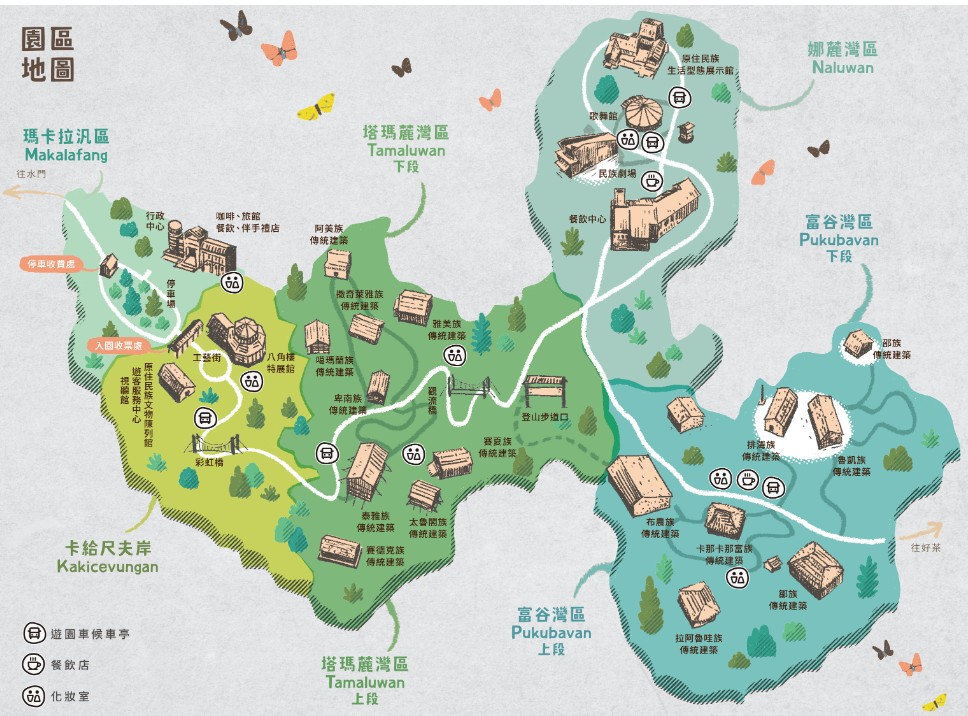 園區
地圖
瑪卡拉汎區
Makalafang
往水門
塔瑪麓灣區
Tamaluwan
下段
娜麓灣區
Naluwan
富谷灣區
Pukubavan
下段
原住民族
生活型態展示館
歌舞館
民族劇場
餐飲中心
行政
中心
咖啡、旅館
餐飲、伴手禮店
停車收費處
停車場
入園收票處
工藝街
八角樓
特展館
原住民族文物陳列館
遊客服務中心
視聽館
彩虹橋
阿美族
傳統建築
撒奇萊雅族
傳統建築
雅美族
傳統建築
噶瑪蘭族
傳統建築
卑南族
傳統建築
觀流橋
登山步道口
賽夏族
傳統建築
泰雅族
傳統建築
太魯閣族
傳統建築
賽德克族
傳統建築
邵族
傳統建築
排灣族
傳統建築
魯凱族
傳統建築
布農族
傳統建築
卡那卡那富族
傳統建築
鄒族
傳統建築
拉阿魯哇族
傳統建築
往好茶
卡給尺夫岸
Kakicevungan
富谷灣區
Pukubavan
上段
塔瑪麓灣區
Tamaluwan
上段
遊園車候車亭
餐飲店
化妝室